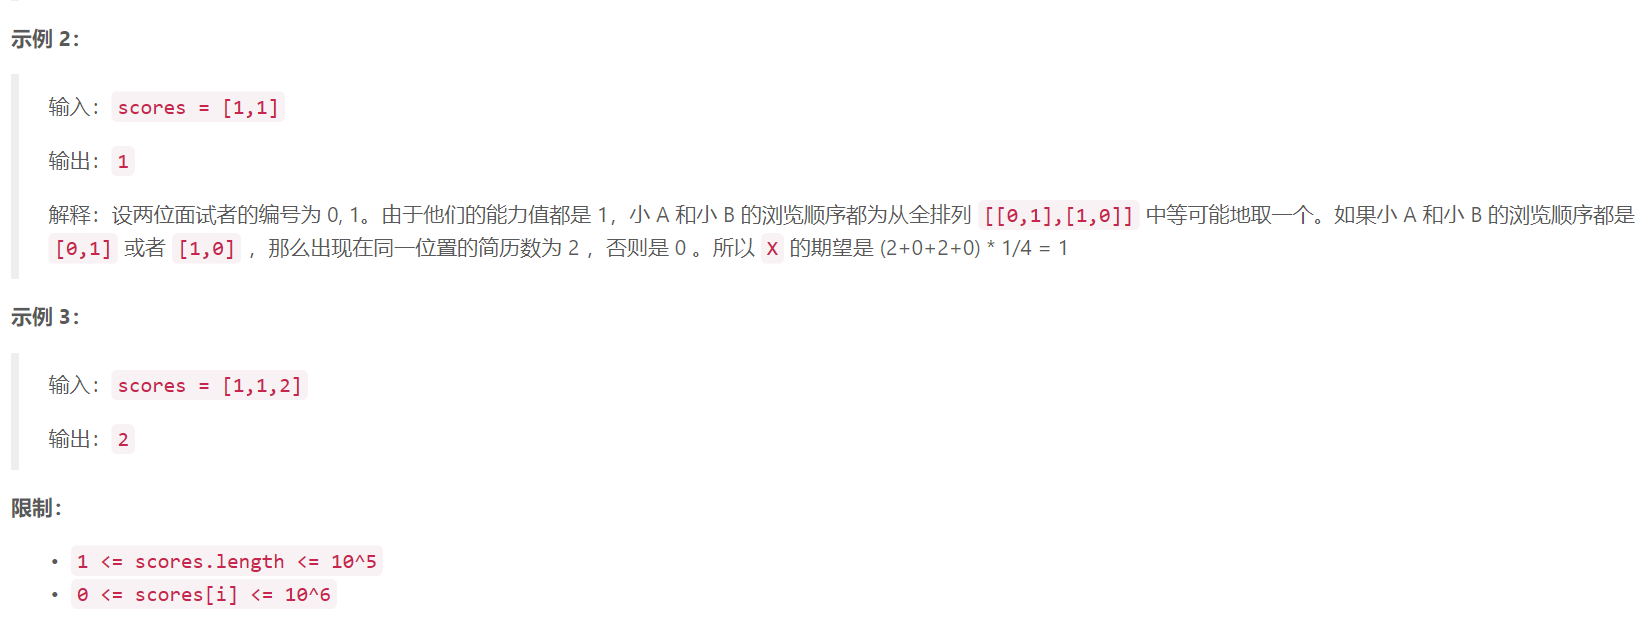 示例 2：
输入：scores = [1,1]
输出：1
解释：设两位面试者的编号为 0, 1。由于他们的能力值都是 1，小 A 和小 B 的浏览顺序都为从全排列 [[0,1],[1,0]] 中等可能地取一个。如果小 A 和小 B 的浏览顺序都是
[0,1] 或者 [1,0] ，那么出现在同一位置的简历数为 2 ，否则是 0 。所以 X 的期望是 (2+0+2+0) * 1/4 = 1
示例 3：
输入：scores = [1,1,2]
输出：2
限制：
• 1 <= scores.length <= 10^5
• 0 <= scores[i] <= 10^6